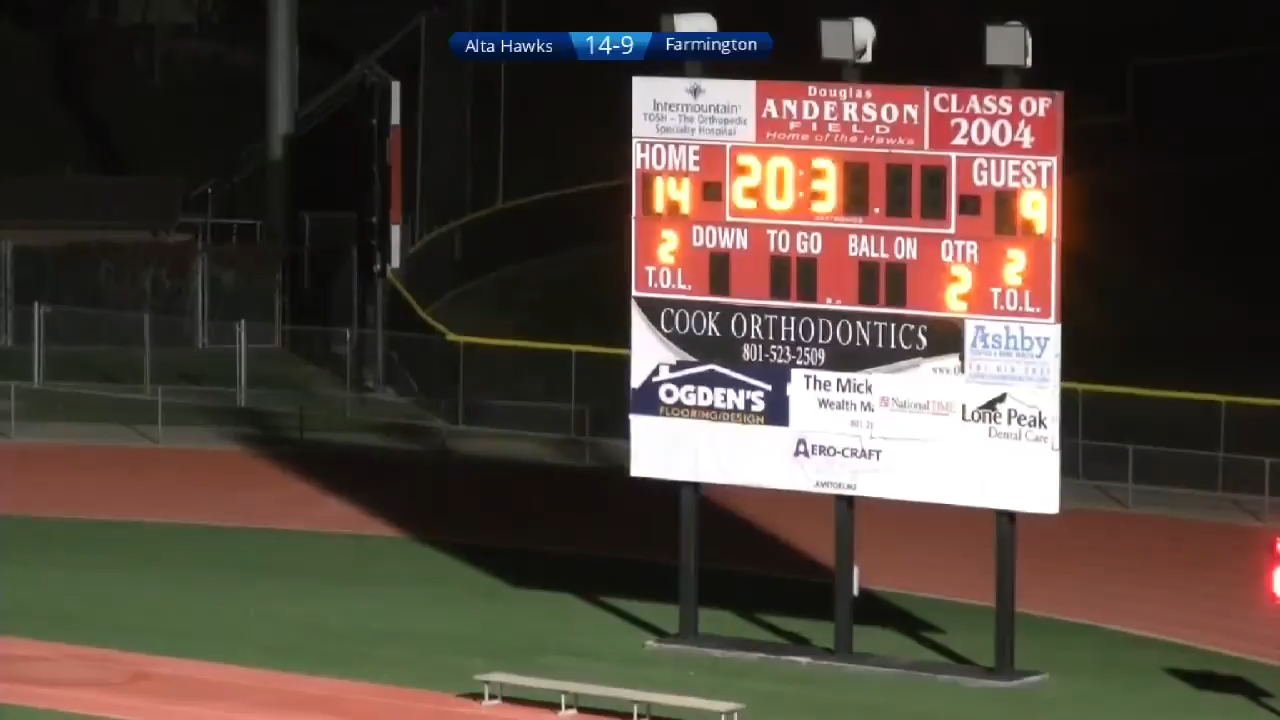 Alta Hawks 14-9 Farmington
Intermountain
TOSH - The Orthopedic
Specialty Hospital
Douglas
ANDERSON
FIELD
Home of the Hawks
CLASS OF
2004
HOME
14
20:3
GUEST
9
2
T.O.L.
DOWN
TO GO
BALL ON
QTR
2
2
T.O.L.
COOK ORTHODONTICS
801-523-2509
Ashby
OGDEN'S
FLOORING/DESIGN
The Mick
Wealth
National
Lone Peak
Dental Care
AERO-CRAFT